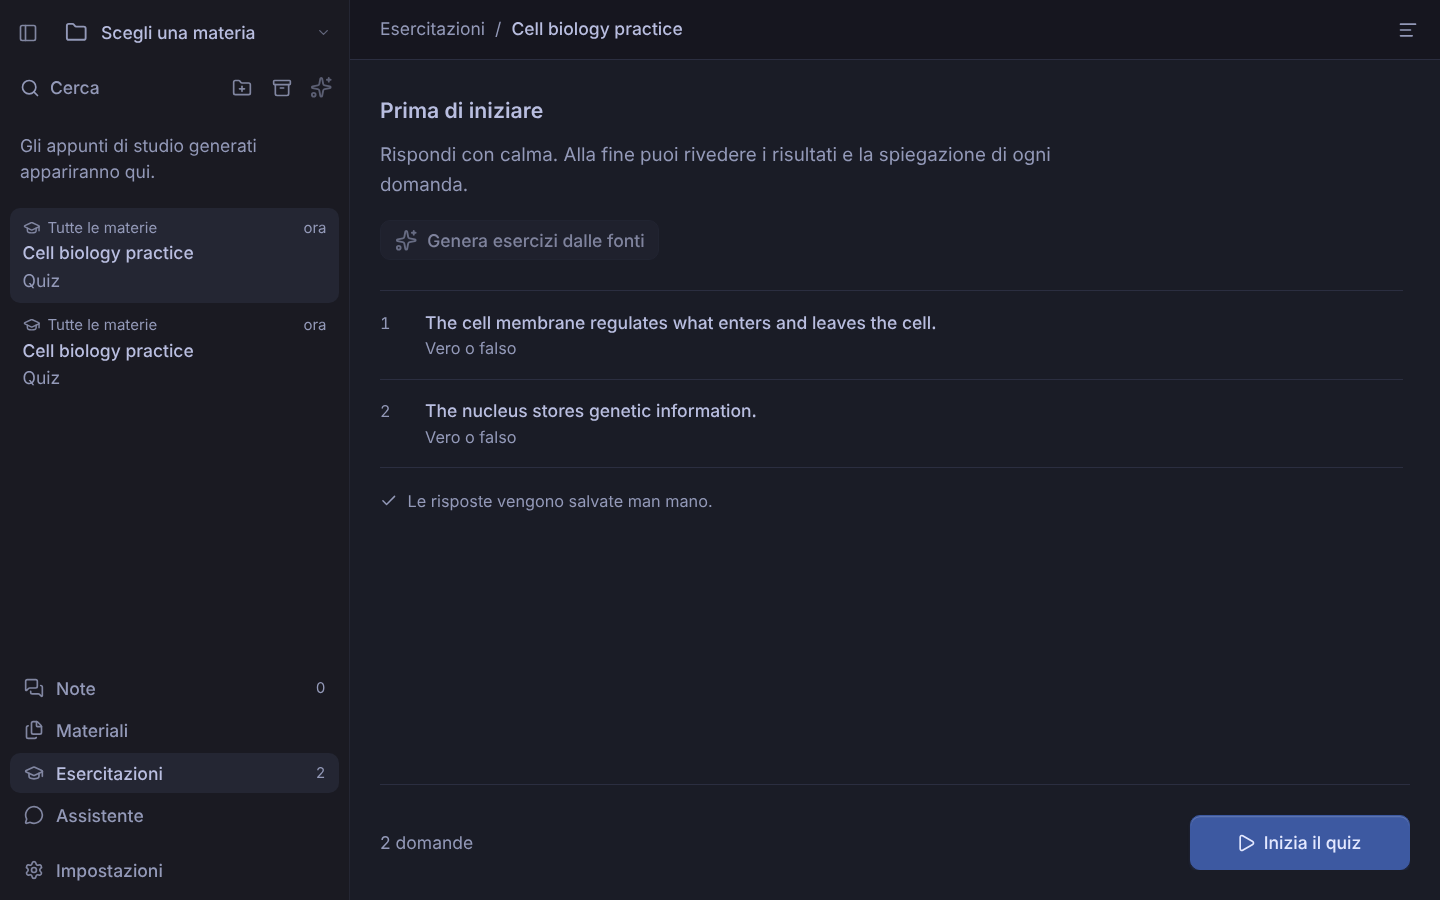 Scegli una materia
Cerca
Gli appunti di studio generati
appariranno qui.
Tutte le materie ora
Cell biology practice
Quiz
Tutte le materie ora
Cell biology practice
Quiz
Note 0
Materiali
Esercitazioni 2
Assistente
Impostazioni
Esercitazioni / Cell biology practice
Prima di iniziare
Rispondi con calma. Alla fine puoi rivedere i risultati e la spiegazione di ogni
domanda.
Genera esercizi dalle fonti
1 The cell membrane regulates what enters and leaves the cell.
Vero o falso
2 The nucleus stores genetic information.
Vero o falso
Le risposte vengono salvate man mano.
2 domande
Inizia il quiz